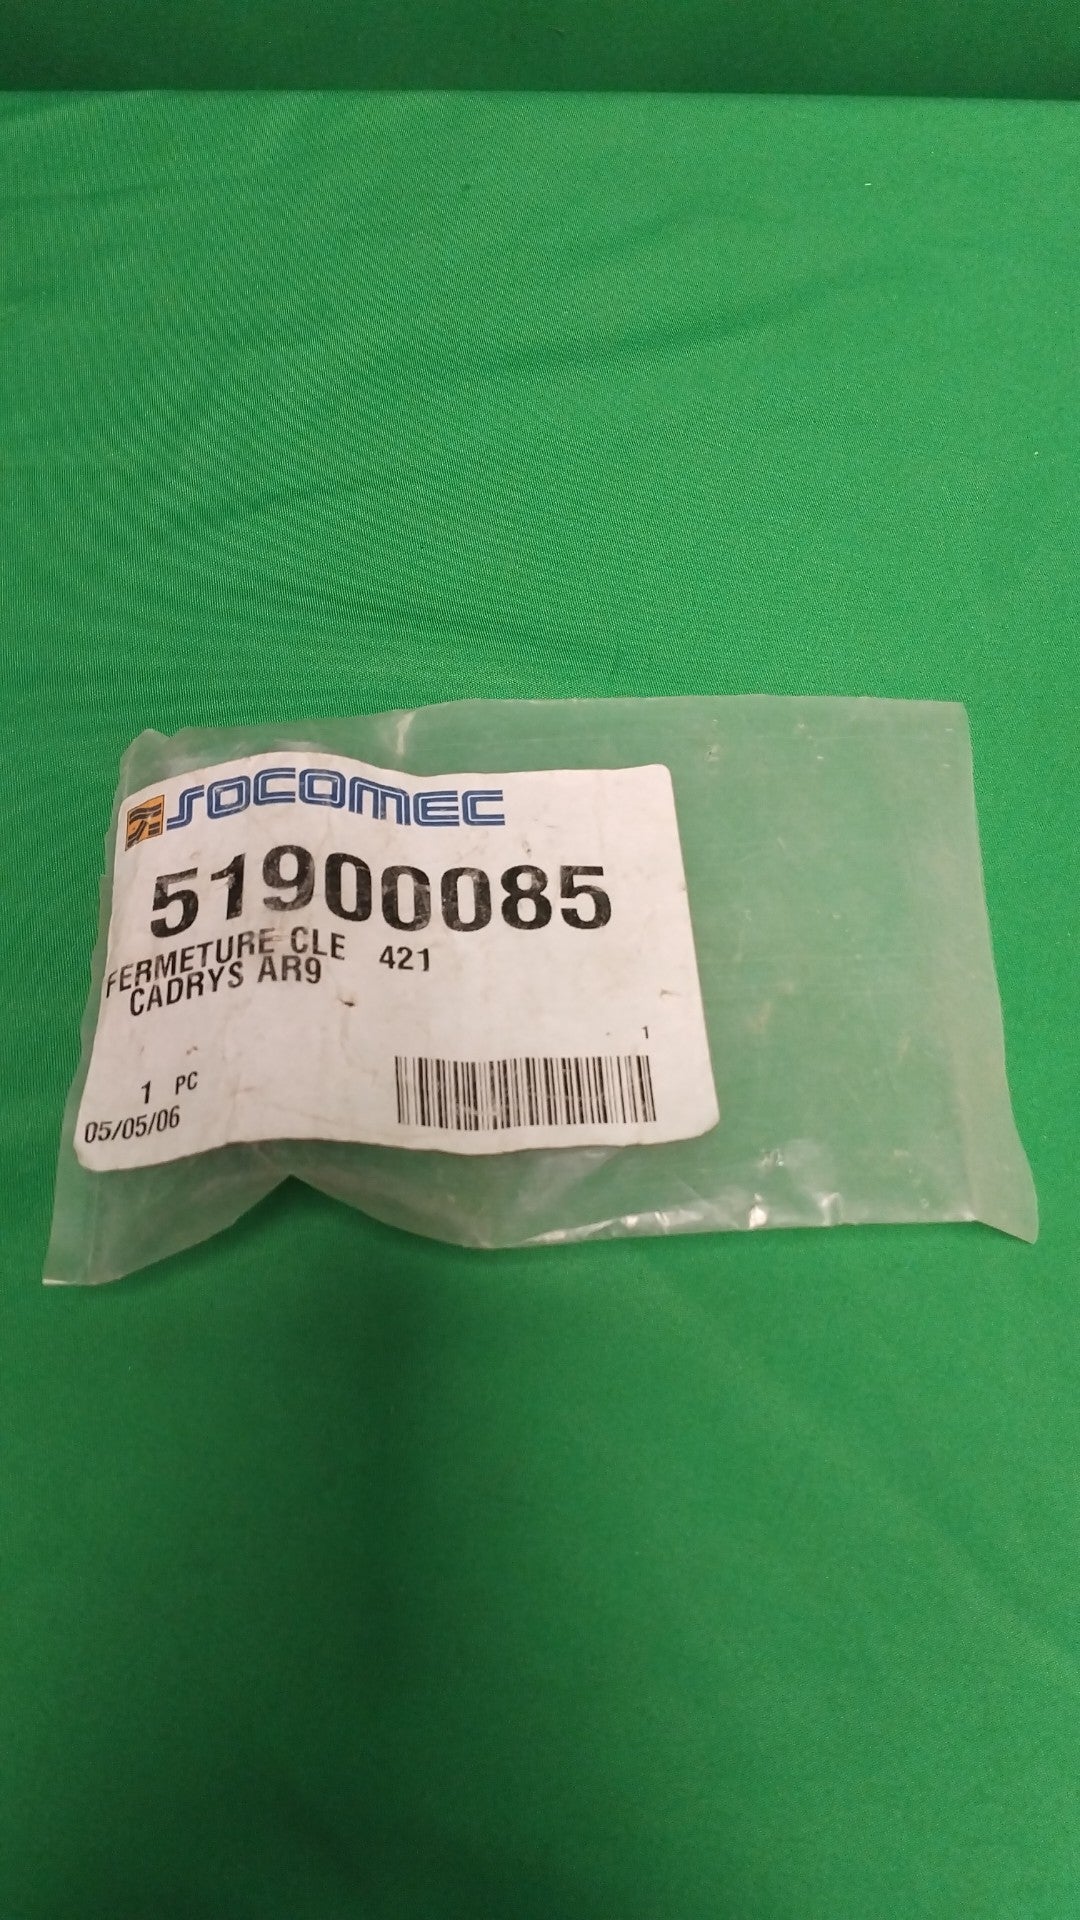 SOCOMEC
51900085
FERMETURE CLE 421
CADRYS AR9
1
1 PC
05/05/06